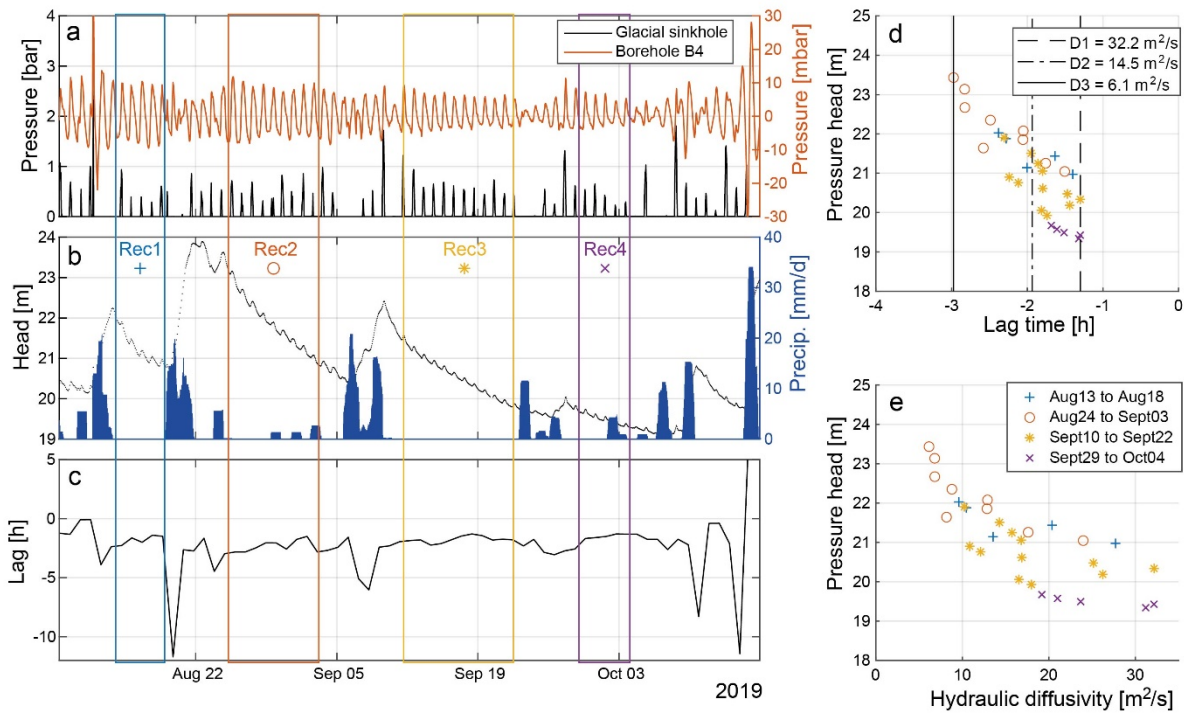 a
Glacial sinkhole
Borehole B4
Pressure [bar]
4
3
2
1
0
Pressure [mbar]
30
20
10
0
-10
-20
-30
b
Rec1
Rec2
Rec3
Rec4
Head [m]
24
23
22
21
20
19
Precip. [mm/d]
40
30
20
10
0
c
Lag [h]
5
0
-5
-10
Aug 22
Sep 05
Sep 19
Oct 03
2019
d
D1 = 32.2 m²/s
D2 = 14.5 m²/s
D3 = 6.1 m²/s
Pressure head [m]
25
24
23
22
21
20
19
18
-4
-3
-2
-1
0
Lag time [h]
e
Aug13 to Aug18
Aug24 to Sept03
Sept10 to Sept22
Sept29 to Oct04
Pressure head [m]
25
24
23
22
21
20
19
18
0
10
20
30
Hydraulic diffusivity [m²/s]